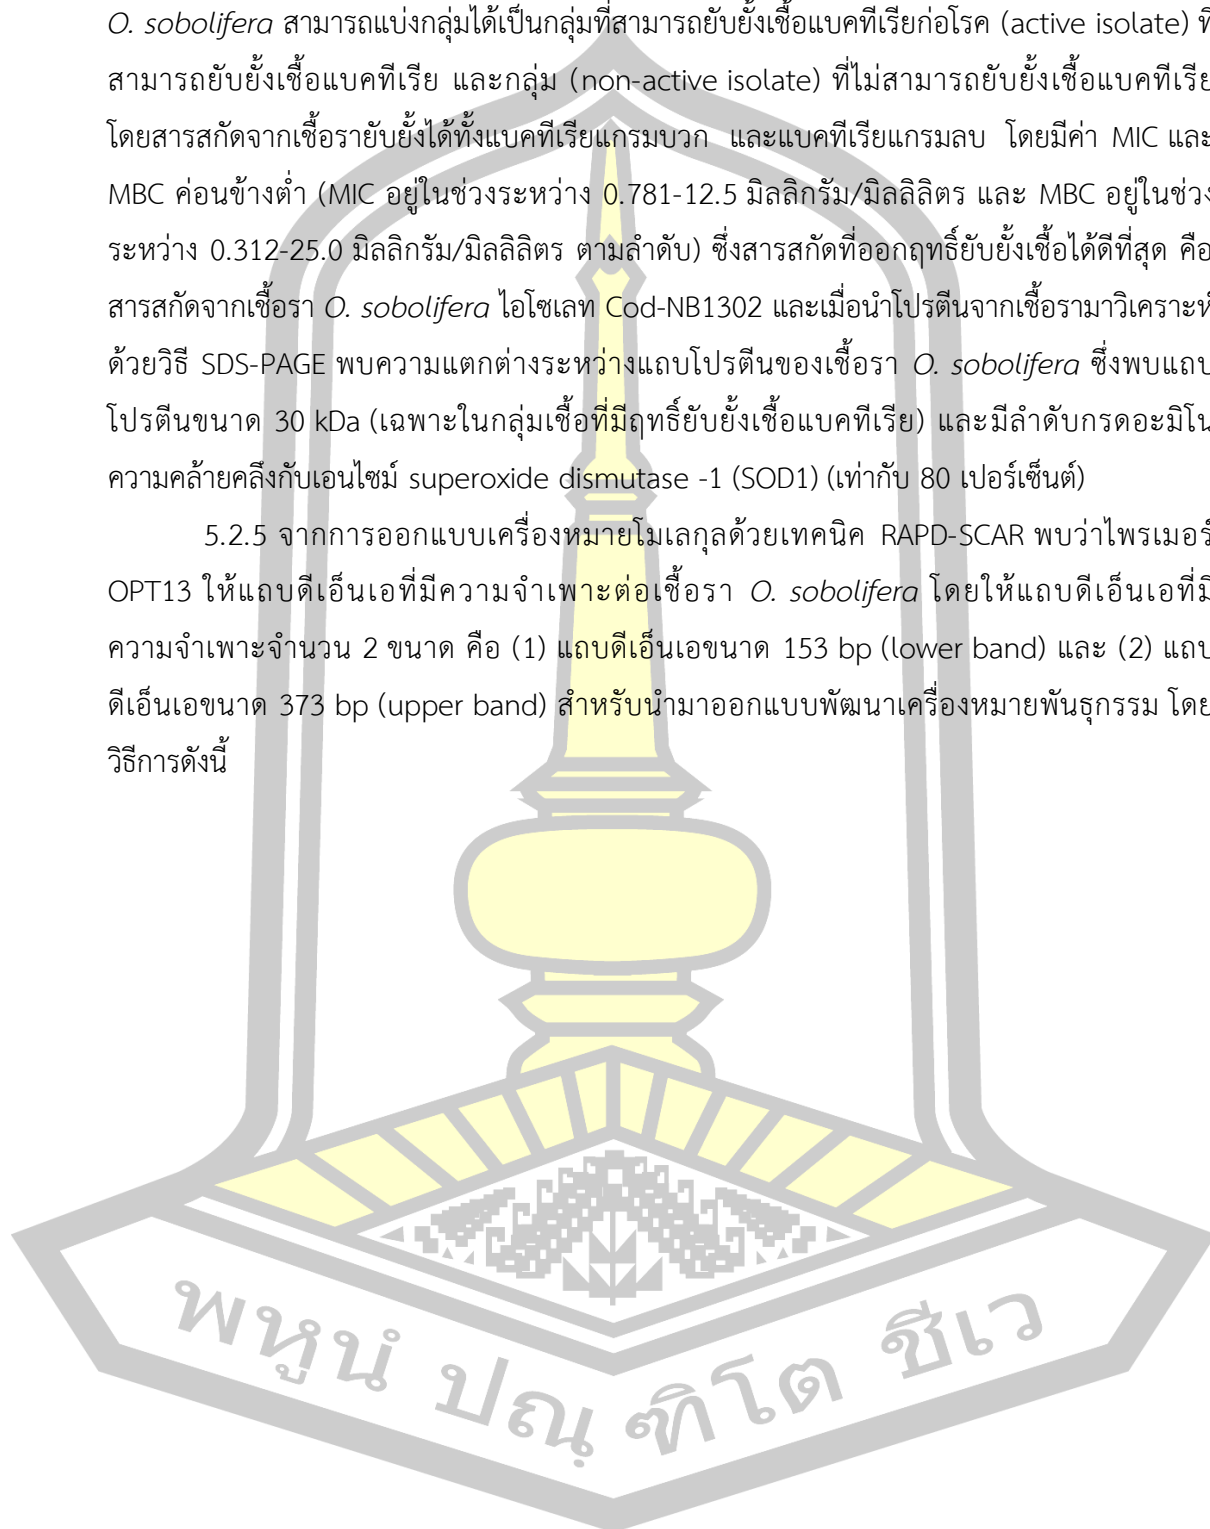 O. sobolifera สามารถแบ่งกลุ่มได้เป็นกลุ่มที่สามารถยับยั้งเชื้อแบคทีเรียก่อโรค (active isolate) ที
สามารถยับยั้งเชื้อแบคทีเรีย และกลุ่ม (non-active isolate) ที่ไม่สามารถยับยั้งเชื้อแบคทีเรีย
โดยสารสกัดจากเชื้อรายับยั้งได้ทั้งแบคทีเรียแกรมบวก และแบคทีเรียแกรมลบ โดยมีค่า MIC และ
MBC ค่อนข้างต่ำ (MIC อยู่ในช่วงระหว่าง 0.781-12.5 มิลลิกรัม/มิลลิลิตร และ MBC อยู่ในช่วง
ระหว่าง 0.312-25.0 มิลลิกรัม/มิลลิลิตร ตามลำดับ) ซึ่งสารสกัดที่ออกฤทธิ์ยับยั้งเชื้อได้ดีที่สุด คือ
สารสกัดจากเชื้อรา O. sobolifera ไอโซเลท Cod-NB1302 และเมื่อนำโปรตีนจากเชื้อรามาวิเคราะห์
ด้วยวิธี SDS-PAGE พบความแตกต่างระหว่างแถบโปรตีนของเชื้อรา O. sobolifera ซึ่งพบแถบ
โปรตีนขนาด 30 kDa (เฉพาะในกลุ่มเชื้อที่มีฤทธิ์ยับยั้งเชื้อแบคทีเรีย) และมีลำดับกรดอะมิโน
ความคล้ายคลึงกับเอนไซม์ superoxide dismutase -1 (SOD1) (เท่ากับ 80 เปอร์เซ็นต์)
5.2.5 จากการออกแบบเครื่องหมายโมเลกุลด้วยเทคนิค RAPD-SCAR พบว่าไพรเมอร์
OPT13 ให้แถบดีเอ็นเอที่มีความจำเพาะต่อเชื้อรา O. sobolifera โดยให้แถบดีเอ็นเอที่มี
ความจำเพาะจำนวน 2 ขนาด คือ (1) แถบดีเอ็นเอขนาด 153 bp (lower band) และ (2) แถบ
ดีเอ็นเอขนาด 373 bp (upper band) สำหรับนำมาออกแบบพัฒนาเครื่องหมายพันธุกรรม โดย
วิธีการดังนี้
พหูนํ ปณฺฑิโต ชีเว